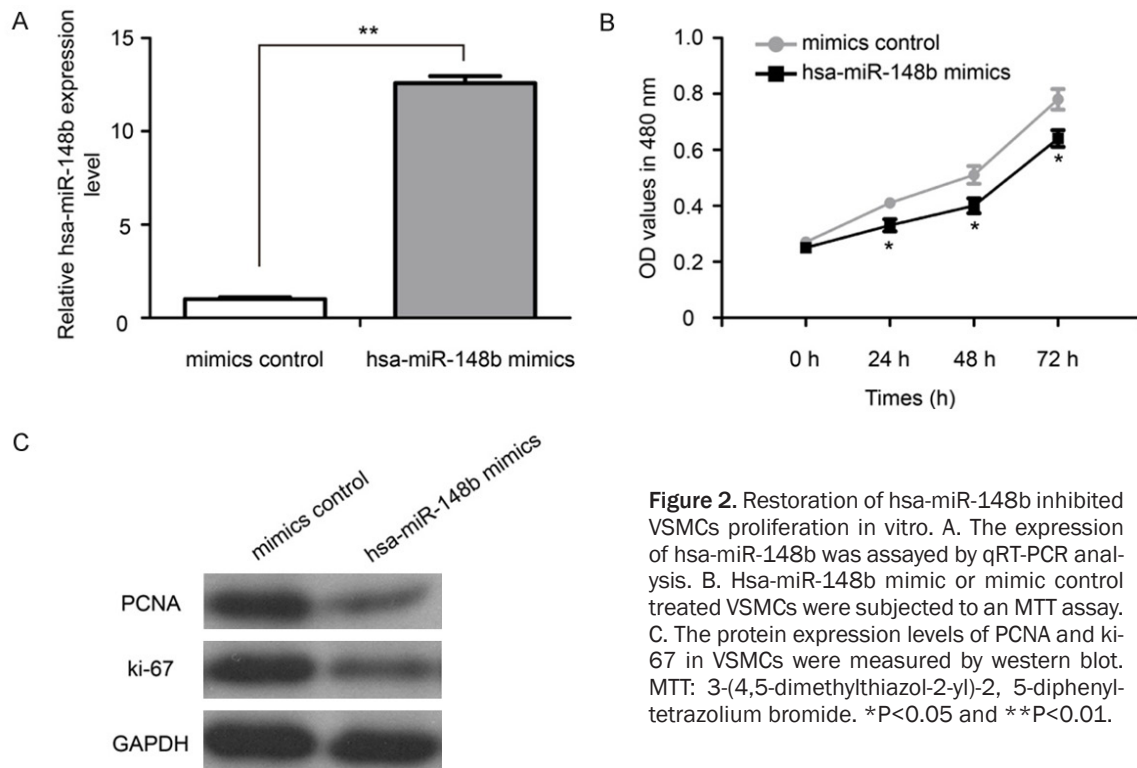 A
Relative hsa-miR-148b expression
level
15
10
5
0
**
mimics control
hsa-miR-148b mimics
B
OD values in 480 nm
1.0
0.8
0.6
0.4
0.2
0
mimics control
hsa-miR-148b mimics
*
*
*
0 h
24 h
48 h
72 h
Times (h)
C
mimics control
hsa-miR-148b mimics
PCNA
ki-67
GAPDH
Figure 2. Restoration of hsa-miR-148b inhibited
VSMCs proliferation in vitro. A. The expression
of hsa-miR-148b was assayed by qRT-PCR anal-
ysis. B. Hsa-miR-148b mimic or mimic control
treated VSMCs were subjected to an MTT assay.
C. The protein expression levels of PCNA and ki-
67 in VSMCs were measured by western blot.
MTT: 3-(4,5-dimethylthiazol-2-yl)-2, 5-diphenyl-
tetrazolium bromide. *P<0.05 and **P<0.01.